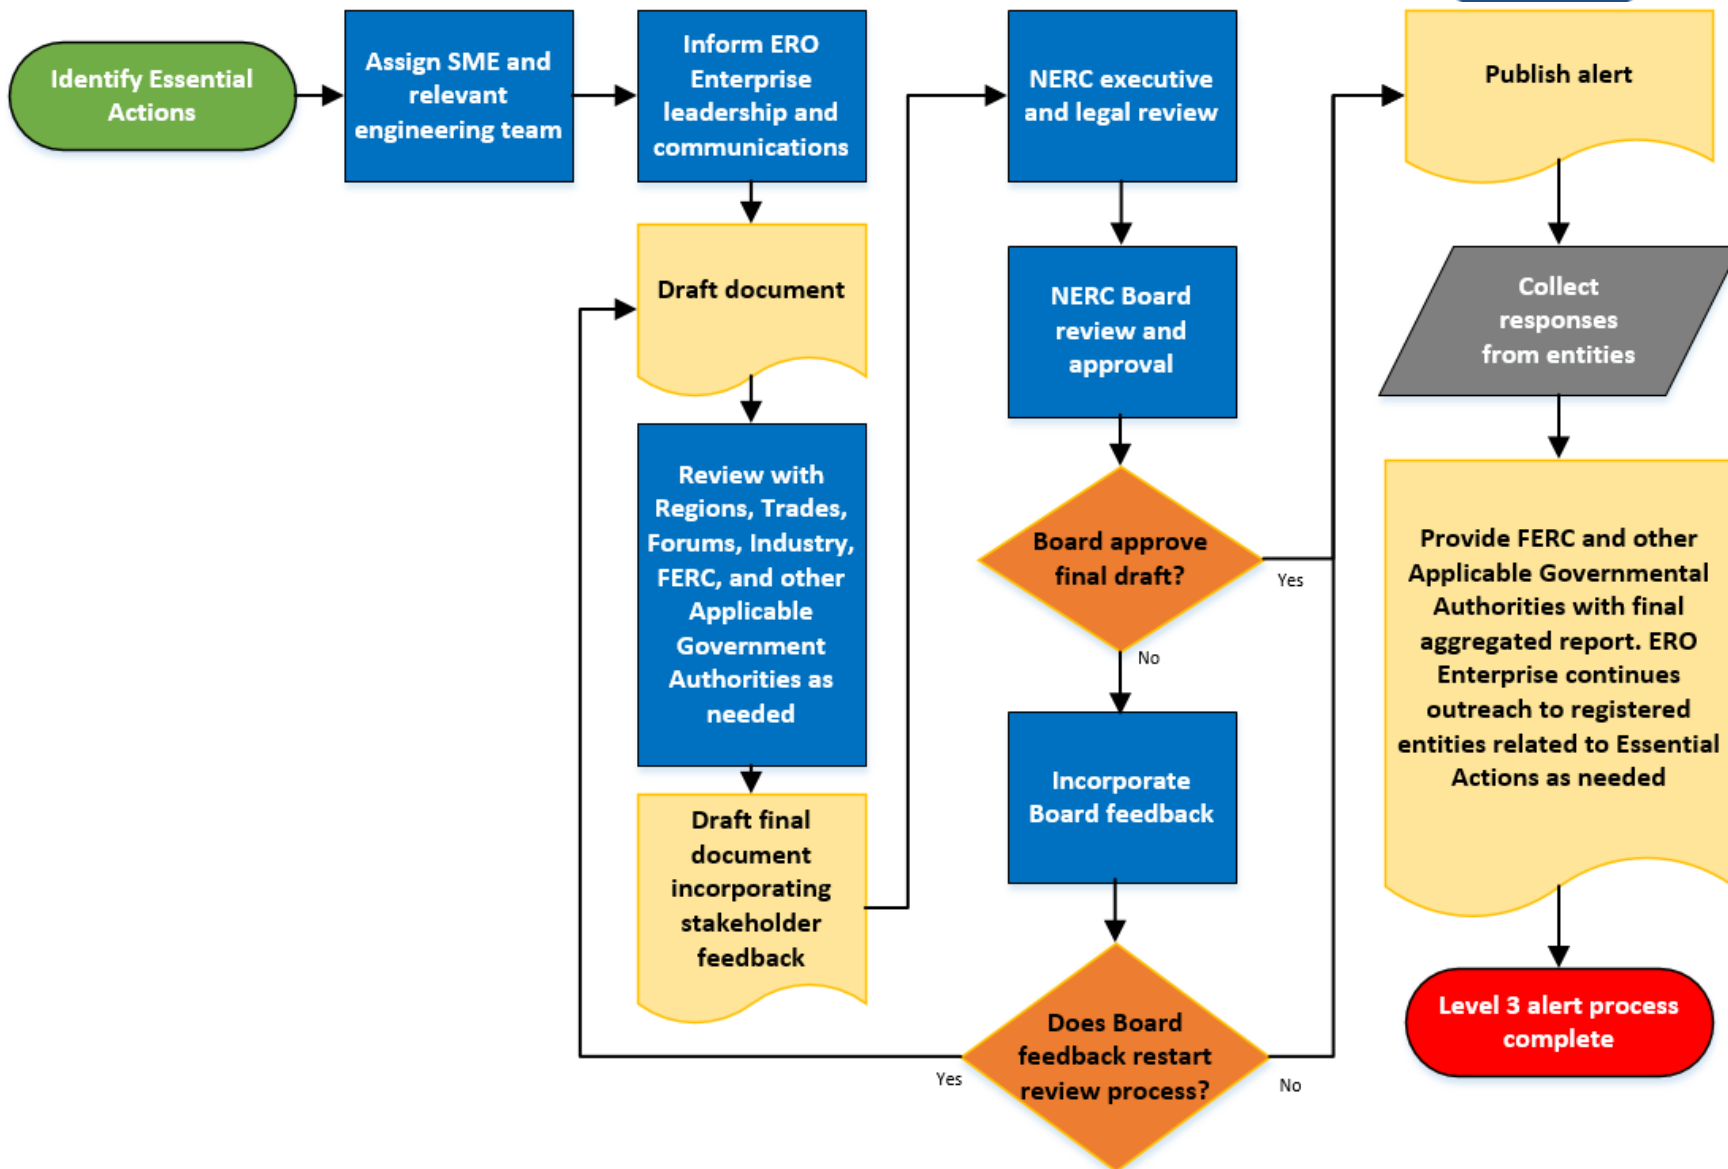 Identify Essential
Actions
Assign SME and
relevant
engineering team
Inform ERO
Enterprise
leadership and
communications
Draft document
Review with
Regions, Trades,
Forums, Industry,
FERC, and other
Applicable
Government
Authorities as
needed
Draft final
document
incorporating
stakeholder
feedback
NERC executive
and legal review
NERC Board
review and
approval
Board approve
final draft?
Yes
No
Incorporate
Board feedback
Does Board
feedback restart
review process?
Yes
No
Publish alert
Collect
responses
from entities
Provide FERC and other
Applicable Governmental
Authorities with final
aggregated report. ERO
Enterprise continues
outreach to registered
entities related to Essential
Actions as needed
Level 3 alert process
complete